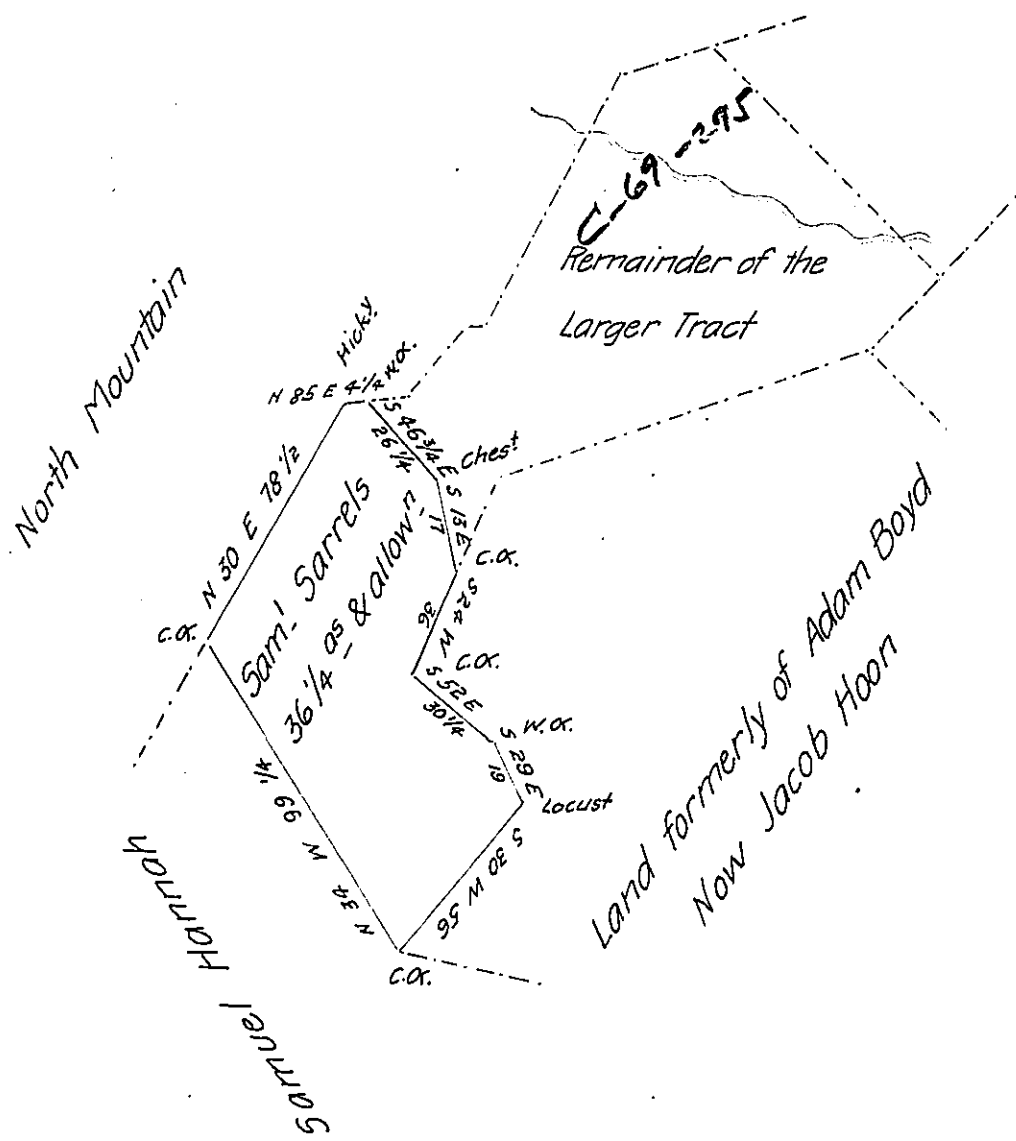 C-69-295
Remainder of the
Larger Tract
North Mountain
Hicky
N 85 E 4 1/4 W.O.
S 46 3/4 E
26 1/4
Chest
S 13 E
17
C.O.
N 30 E 78 1/2
Sam! Sarrels
36 1/4 as & allow'n
C.O.
S 24 W
36
C.O.
S 52 E
30 1/4
W.O.
S 29 E
19
Locust
S 30 W 56
C.O.
N 34 W 99 1/4
Samuel Hannah
Land formerly of Adam Boyd
Now Jacob Hoon